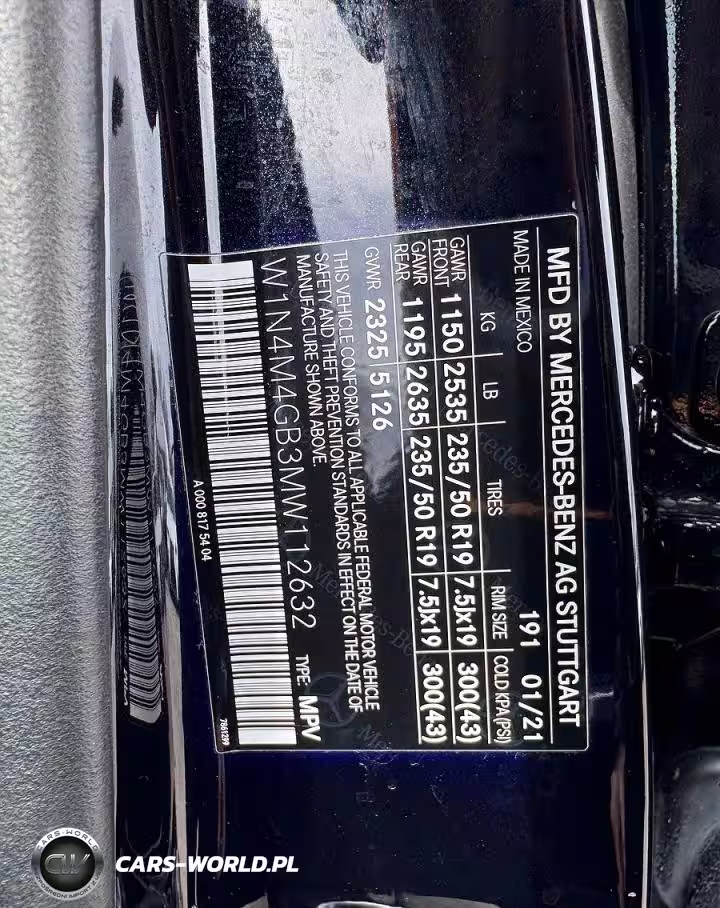 MFD BY MERCEDES-BENZ AG STUTTGART
MADE IN MEXICO 191 01/21
KG LB TIRES RIM SIZE COLD KPA(PSI)
GAWR FRONT 1150 2535 235/50 R19 7.5Jx19 300(43)
GAWR REAR 1195 2635 235/50 R19 7.5Jx19 300(43)
GVWR 2325 5126
THIS VEHICLE CONFORMS TO ALL APPLICABLE FEDERAL MOTOR VEHICLE
SAFETY AND THEFT PREVENTION STANDARDS IN EFFECT ON THE DATE OF
MANUFACTURE SHOWN ABOVE.
W1N4M4GB3MW112632 TYPE: MPV
A 000 817 54 04
7861299
CARS-WORLD
CW
CARS-WORLD.PL